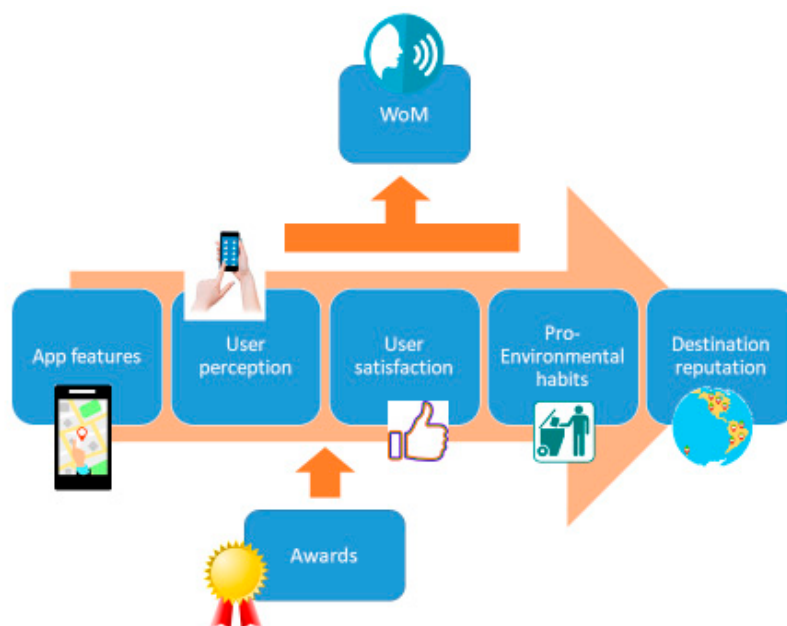 WoM
App features
User
perception
User
satisfaction
Pro-
Environmental
habits
Destination
reputation
Awards